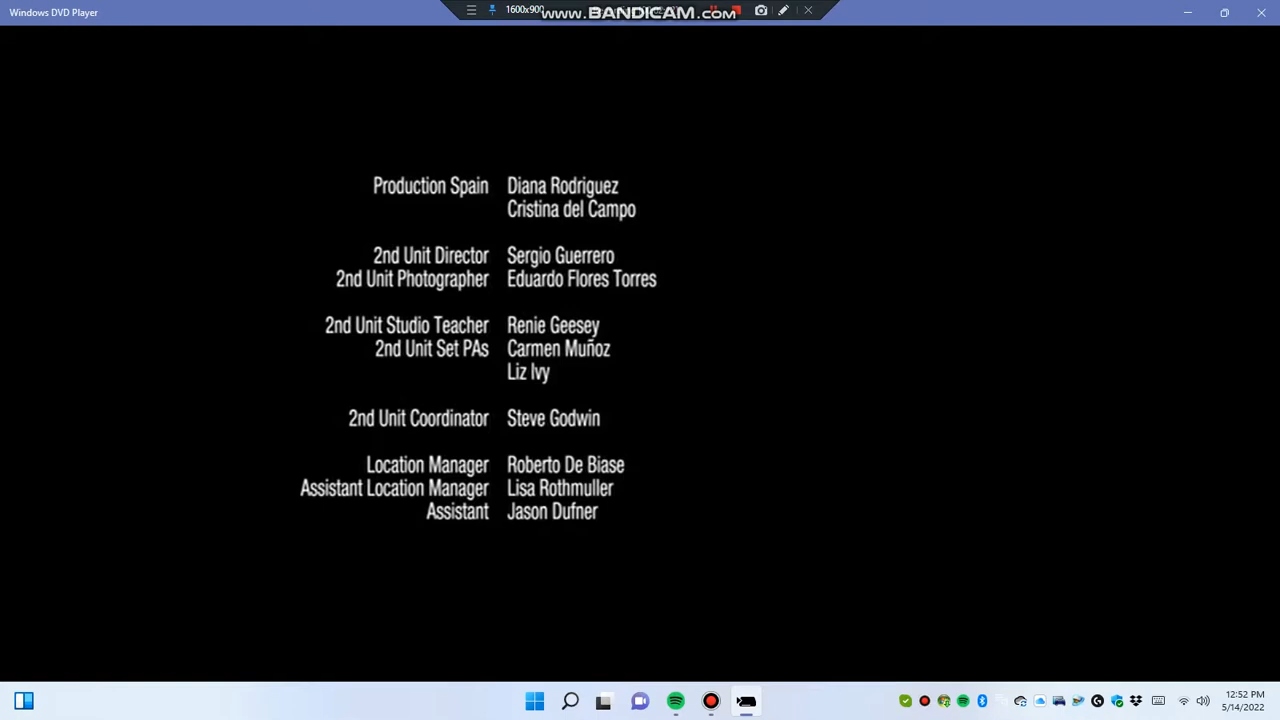 Windows DVD Player
1600x900
www.BANDICAM.com
Production Spain Diana Rodriguez
Cristina del Campo
2nd Unit Director Sergio Guerrero
2nd Unit Photographer Eduardo Flores Torres
2nd Unit Studio Teacher Renie Geesey
2nd Unit Set PAs Carmen Muñoz
Liz Ivy
2nd Unit Coordinator Steve Godwin
Location Manager Roberto De Biase
Assistant Location Manager Lisa Rothmuller
Assistant Jason Dufner
12:52 PM
5/14/2022